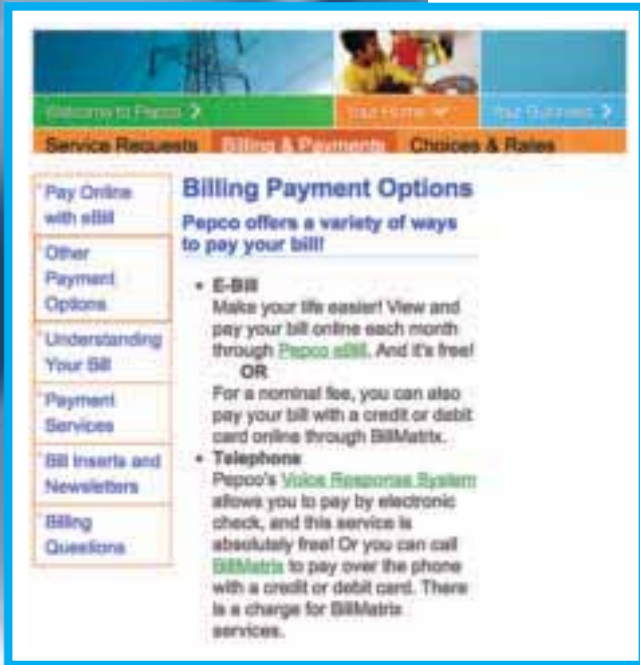 Welcome to Pepco >
Your Home
Your Business >
Service Requests Billing & Payments Choices & Rates
Pay Online
with eBill
Other
Payment
Options
Understanding
Your Bill
Payment
Services
Bill Inserts and
Newsletters
Billing
Questions
Billing Payment Options
Pepco offers a variety of ways
to pay your bill!
• E-Bill
Make your life easier! View and
pay your bill online each month
through Pepco eBill. And it's free!
OR
For a nominal fee, you can also
pay your bill with a credit or debit
card online through BillMatrix.
• Telephone
Pepco's Voice Response System
allows you to pay by electronic
check, and this service is
absolutely free! Or you can call
BillMatrix to pay over the phone
with a credit or debit card. There
is a charge for BillMatrix
services.